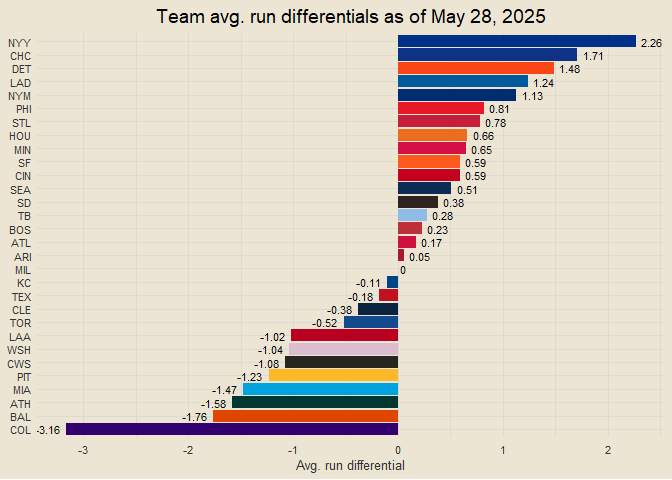 Team avg. run differentials as of May 28, 2025
NYY 2.26
CHC 1.71
DET 1.48
LAD 1.24
NYM 1.13
PHI 0.81
STL 0.78
HOU 0.66
MIN 0.65
SF 0.59
CIN 0.59
SEA 0.51
SD 0.38
TB 0.28
BOS 0.23
ATL 0.17
ARI 0.05
MIL 0
KC -0.11
TEX -0.18
CLE -0.38
TOR -0.52
LAA -1.02
WSH -1.04
CWS -1.08
PIT -1.23
MIA -1.47
ATH -1.58
BAL -1.76
COL -3.16
-3 -2 -1 0 1 2
Avg. run differential